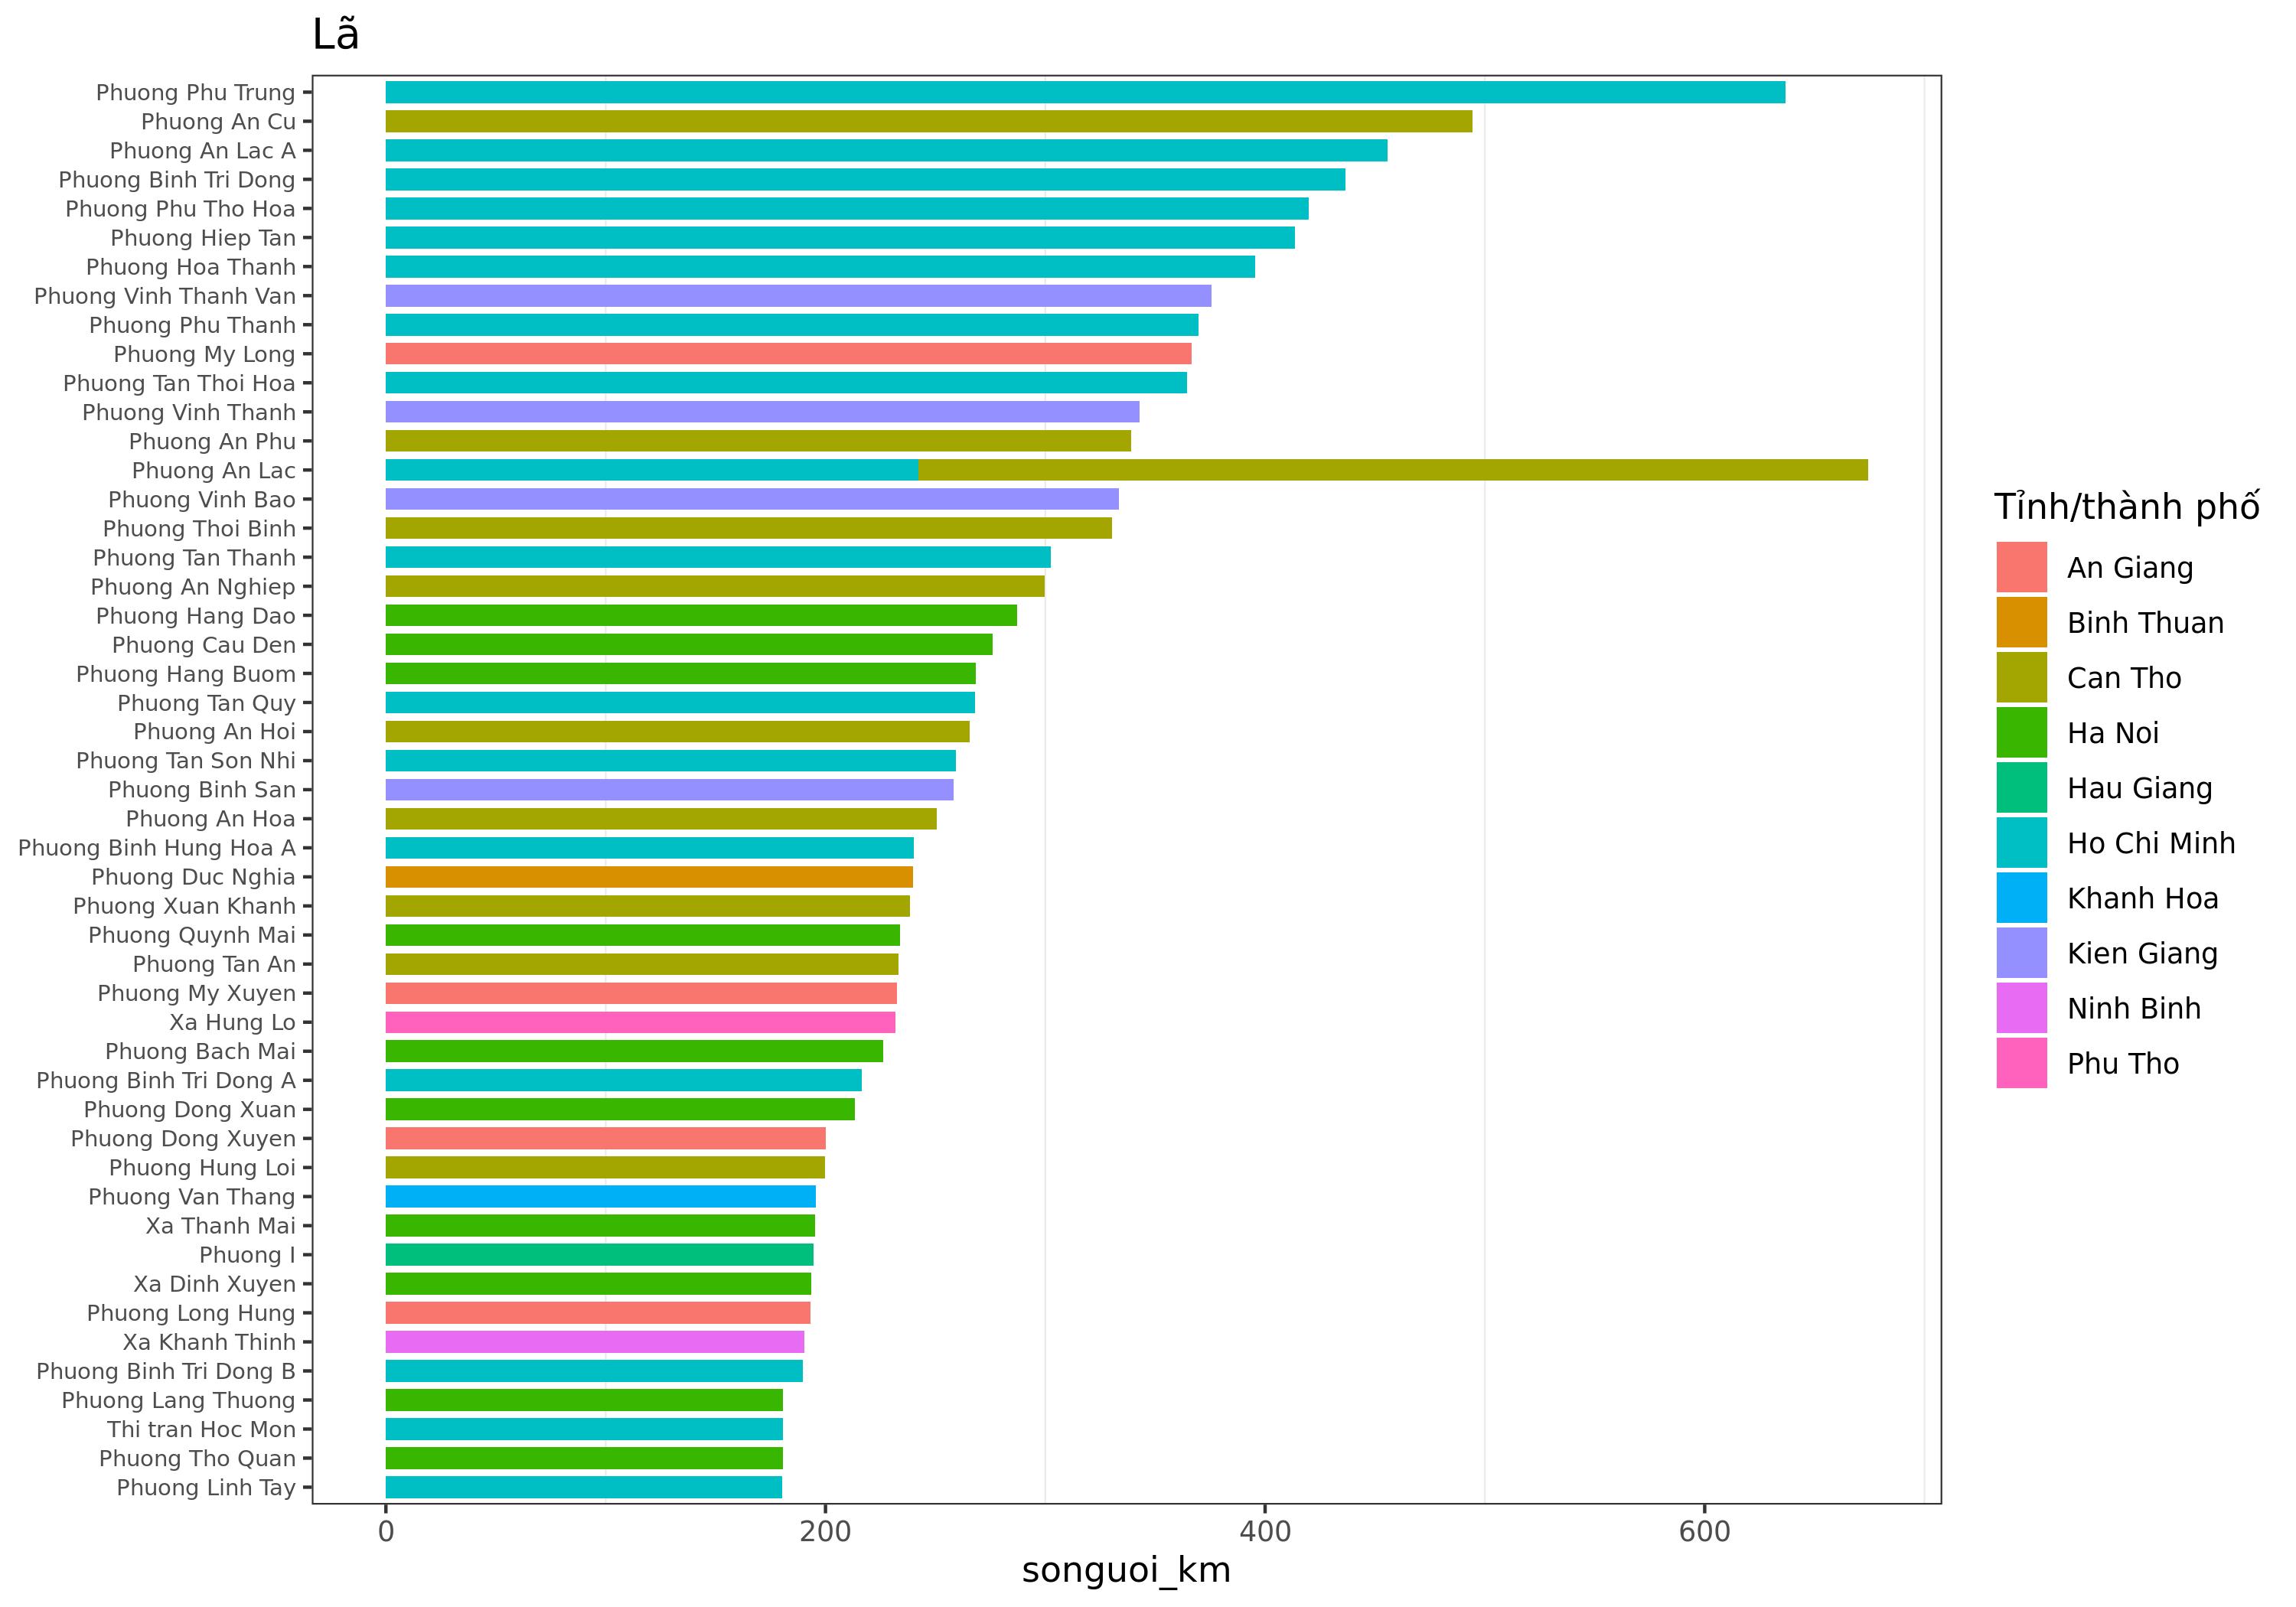 Lã
Phuong Phu Trung
Phuong An Cu
Phuong An Lac A
Phuong Binh Tri Dong
Phuong Phu Tho Hoa
Phuong Hiep Tan
Phuong Hoa Thanh
Phuong Vinh Thanh Van
Phuong Phu Thanh
Phuong My Long
Phuong Tan Thoi Hoa
Phuong Vinh Thanh
Phuong An Phu
Phuong An Lac
Phuong Vinh Bao
Phuong Thoi Binh
Phuong Tan Thanh
Phuong An Nghiep
Phuong Hang Dao
Phuong Cau Den
Phuong Hang Buom
Phuong Tan Quy
Phuong An Hoi
Phuong Tan Son Nhi
Phuong Binh San
Phuong An Hoa
Phuong Binh Hung Hoa A
Phuong Duc Nghia
Phuong Xuan Khanh
Phuong Quynh Mai
Phuong Tan An
Phuong My Xuyen
Xa Hung Lo
Phuong Bach Mai
Phuong Binh Tri Dong A
Phuong Dong Xuan
Phuong Dong Xuyen
Phuong Hung Loi
Phuong Van Thang
Xa Thanh Mai
Phuong I
Xa Dinh Xuyen
Phuong Long Hung
Xa Khanh Thinh
Phuong Binh Tri Dong B
Phuong Lang Thuong
Thi tran Hoc Mon
Phuong Tho Quan
Phuong Linh Tay
0 200 400 600
songuoi_km
Tỉnh/thành phố
An Giang
Binh Thuan
Can Tho
Ha Noi
Hau Giang
Ho Chi Minh
Khanh Hoa
Kien Giang
Ninh Binh
Phu Tho